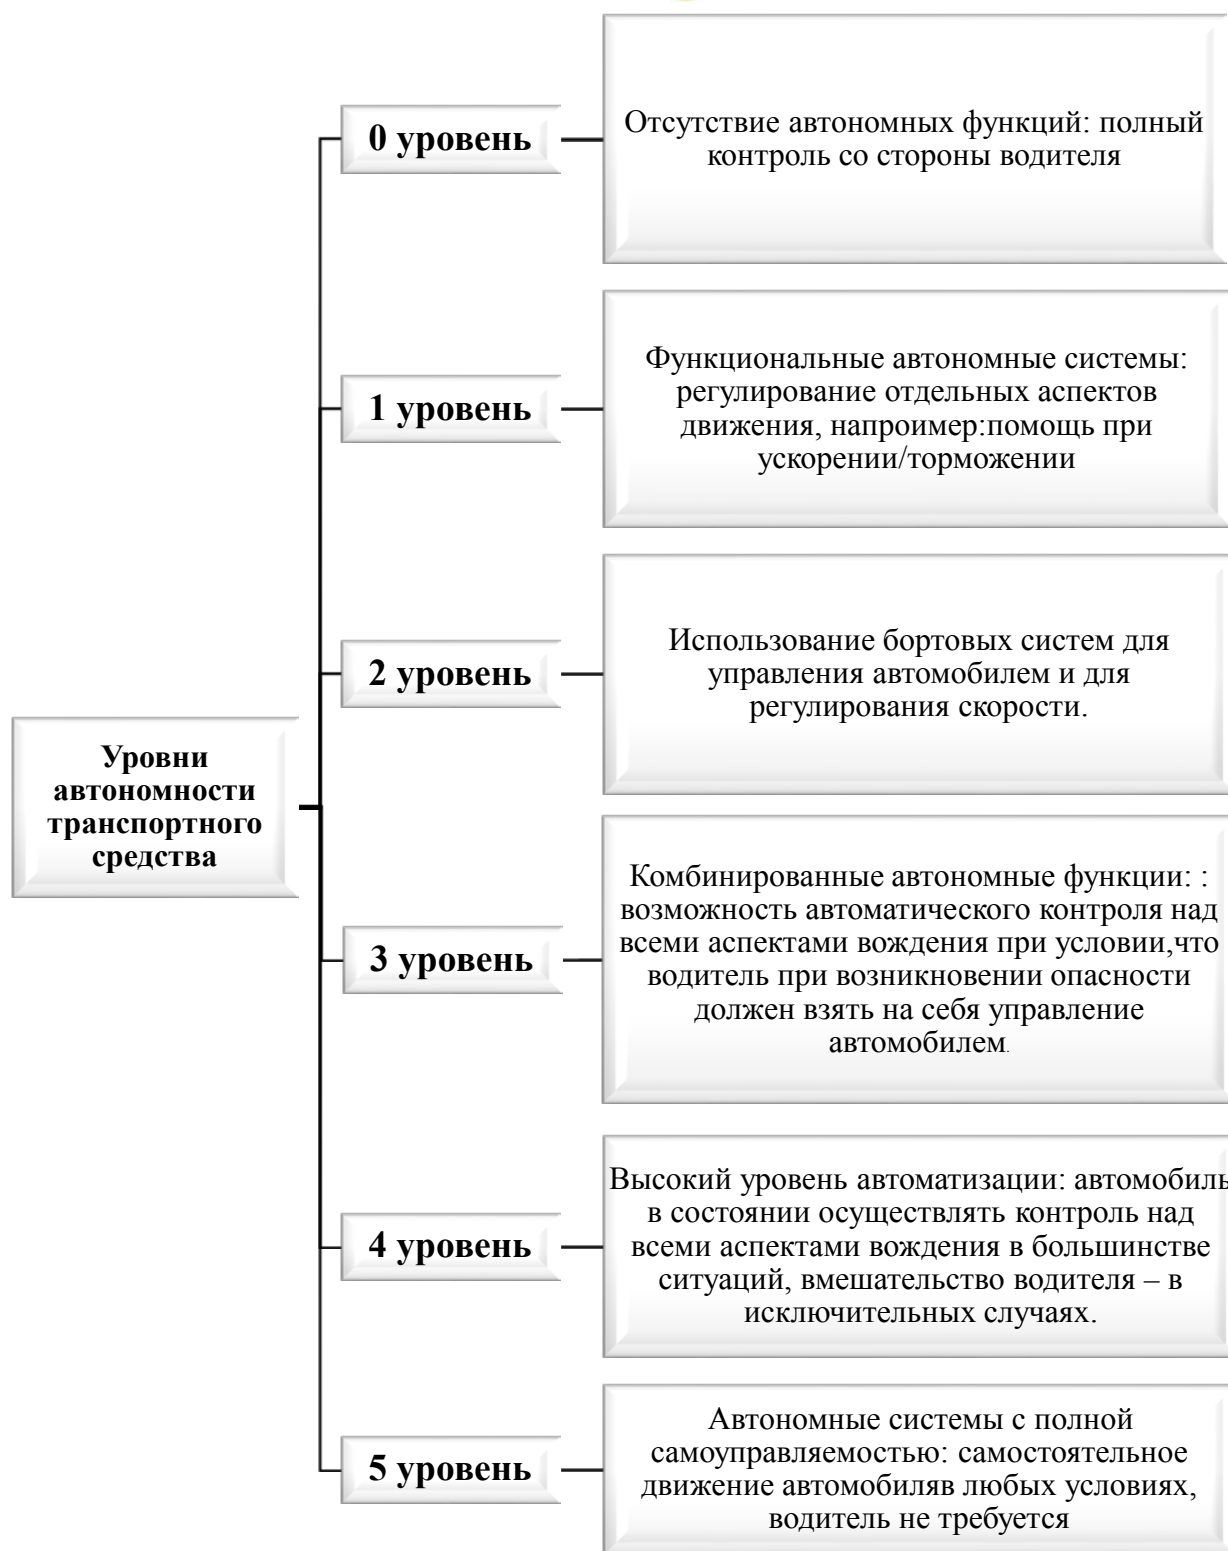 0 уровень
Отсутствие автономных функций: полный
контроль со стороны водителя
1 уровень
Функциональные автономные системы:
регулирование отдельных аспектов
движения, напроимер:помощь при
ускорении/торможении
2 уровень
Использование бортовых систем для
управления автомобилем и для
регулирования скорости.
Уровни
автономности
транспортного
средства
3 уровень
Комбинированные автономные функции: :
возможность автоматического контроля над
всеми аспектами вождения при условии,что
водитель при возникновении опасности
должен взять на себя управление
автомобилем.
4 уровень
Высокий уровень автоматизации: автомобиль
в состоянии осуществлять контроль над
всеми аспектами вождения в большинстве
ситуаций, вмешательство водителя – в
исключительных случаях.
5 уровень
Автономные системы с полной
самоуправляемостью: самостоятельное
движение автомобиляв любых условиях,
водитель не требуется